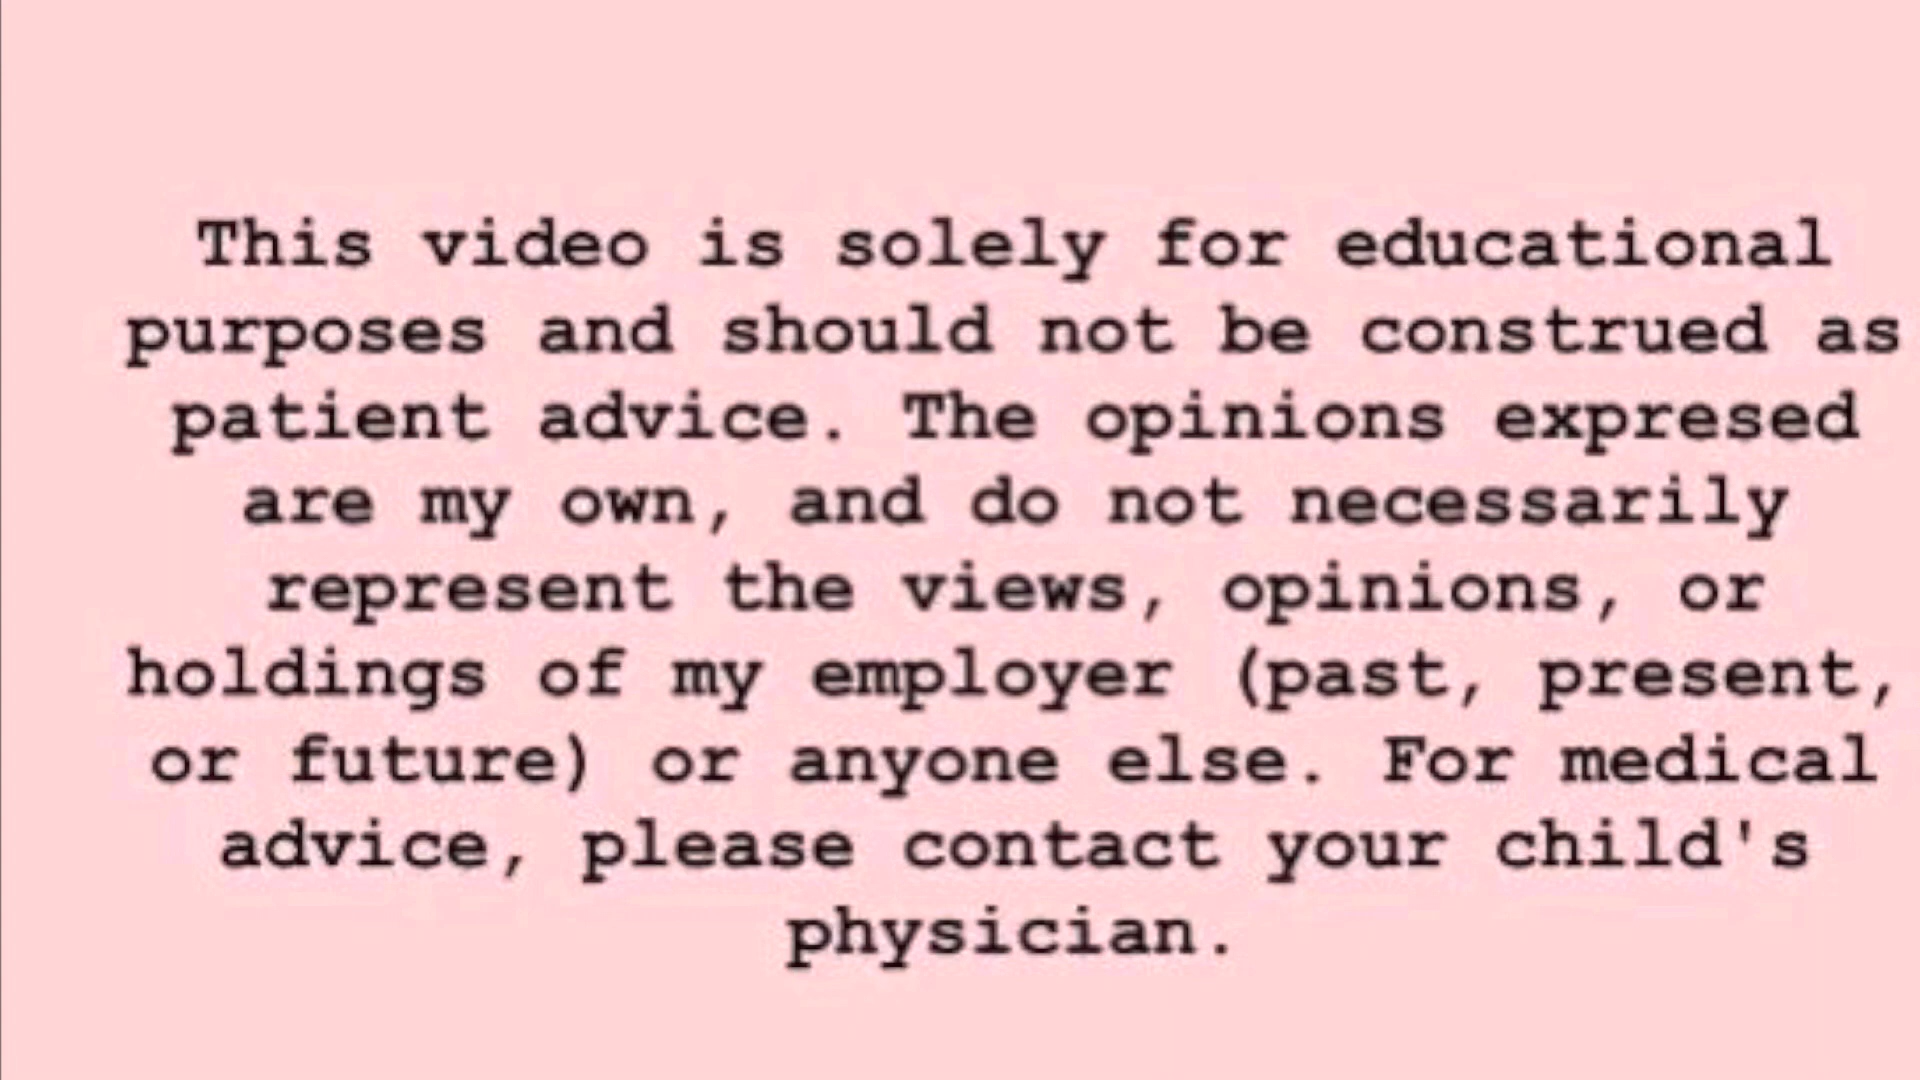 This video is solely for educational
purposes and should not be construed as
patient advice. The opinions expresed
are my own, and do not necessarily
represent the views, opinions, or
holdings of my employer (past, present,
or future) or anyone else. For medical
advice, please contact your child's
physician.